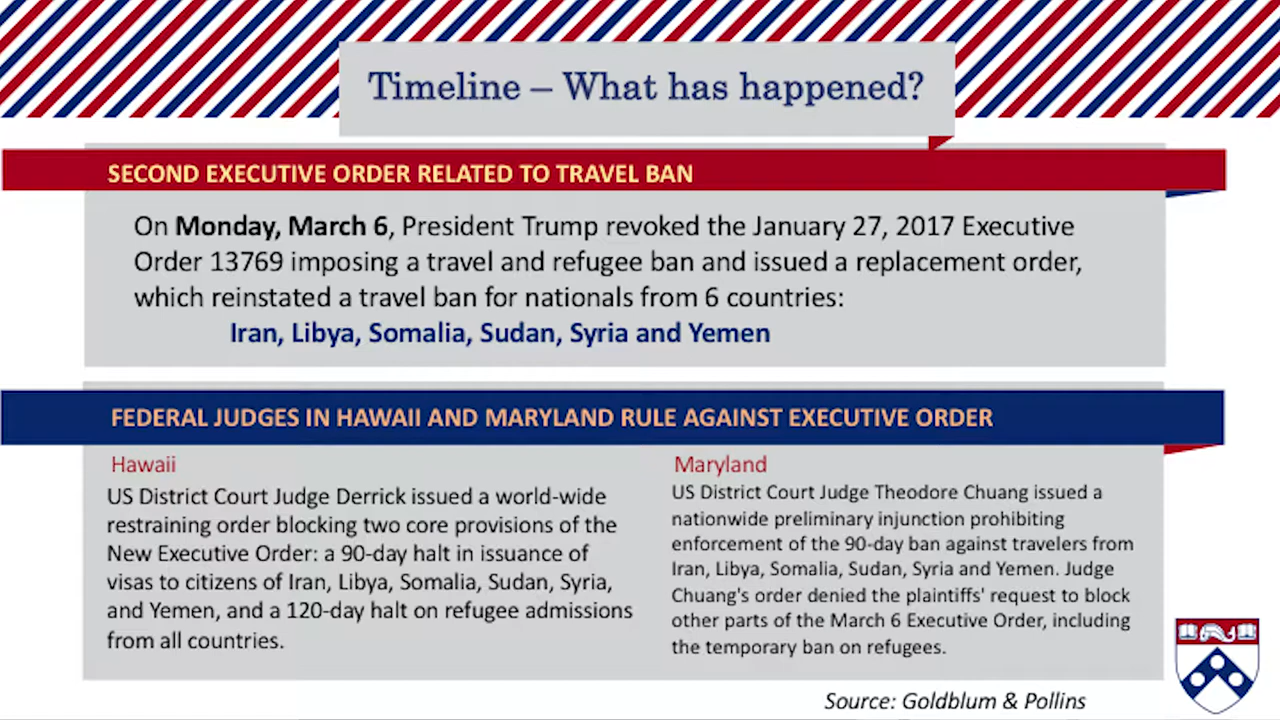 Timeline – What has happened?
SECOND EXECUTIVE ORDER RELATED TO TRAVEL BAN
On Monday, March 6, President Trump revoked the January 27, 2017 Executive
Order 13769 imposing a travel and refugee ban and issued a replacement order,
which reinstated a travel ban for nationals from 6 countries:
Iran, Libya, Somalia, Sudan, Syria and Yemen
FEDERAL JUDGES IN HAWAII AND MARYLAND RULE AGAINST EXECUTIVE ORDER
Hawaii
US District Court Judge Derrick issued a world-wide
restraining order blocking two core provisions of the
New Executive Order: a 90-day halt in issuance of
visas to citizens of Iran, Libya, Somalia, Sudan, Syria,
and Yemen, and a 120-day halt on refugee admissions
from all countries.
Maryland
US District Court Judge Theodore Chuang issued a
nationwide preliminary injunction prohibiting
enforcement of the 90-day ban against travelers from
Iran, Libya, Somalia, Sudan, Syria and Yemen. Judge
Chuang's order denied the plaintiffs' request to block
other parts of the March 6 Executive Order, including
the temporary ban on refugees.
Source: Goldblum & Pollins